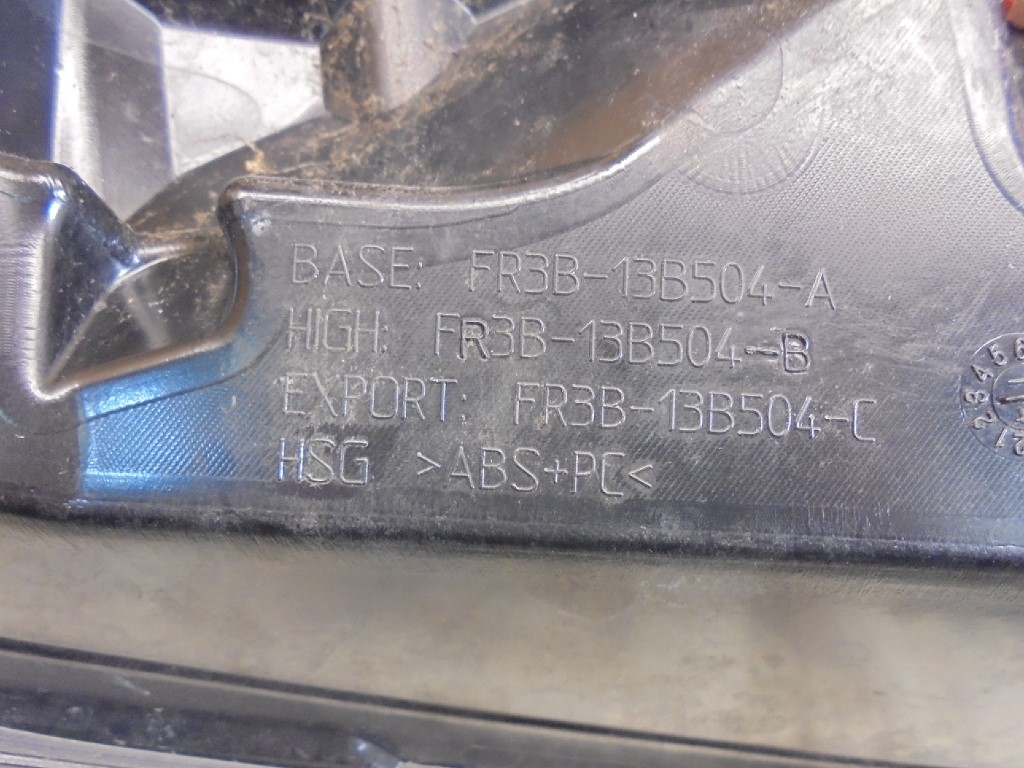 BASE: FR3B-13B504-A
HIGH: FR3B-13B504-B
EXPORT: FR3B-13B504-C
HSG >ABS+PC<